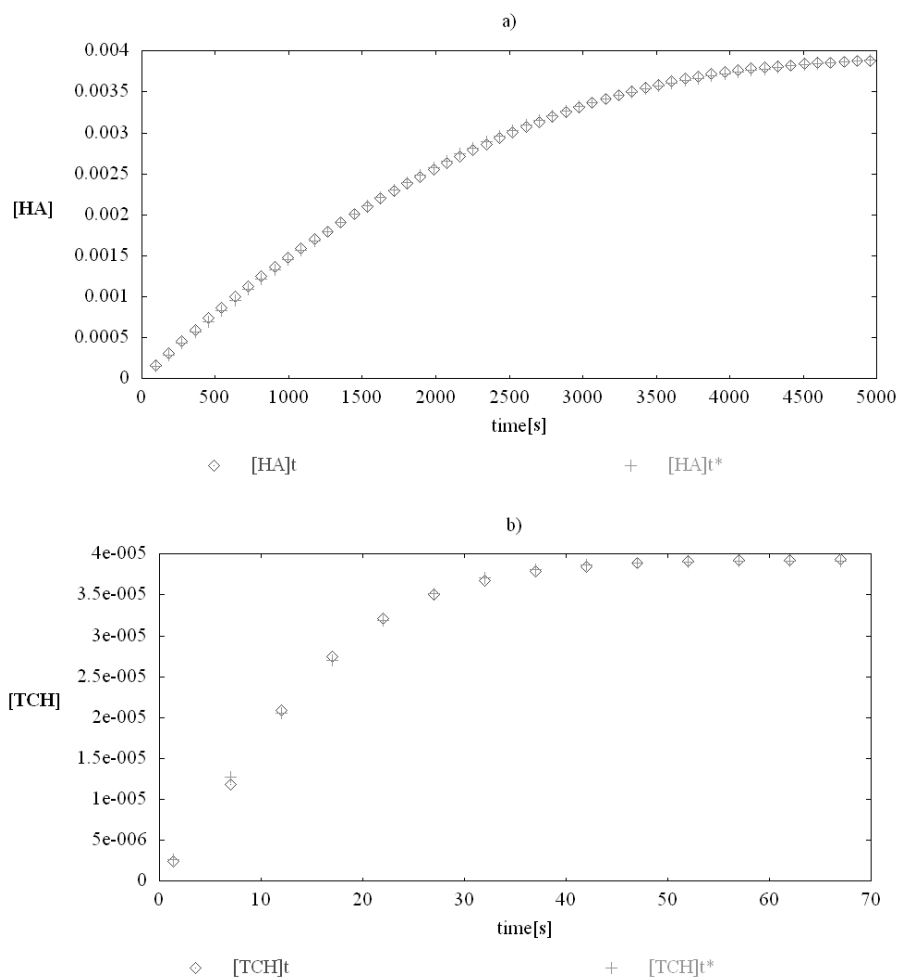 a)
0.004
0.0035
0.003
0.0025
[HA]
0.002
0.0015
0.001
0.0005
0
0 500 1000 1500 2000 2500 3000 3500 4000 4500 5000
time[s]
[HA]t [HA]t*
b)
4e-005
3.5e-005
3e-005
2.5e-005
[TCH]
2e-005
1.5e-005
1e-005
5e-006
0
0 10 20 30 40 50 60 70
time[s]
[TCH]t [TCH]t*